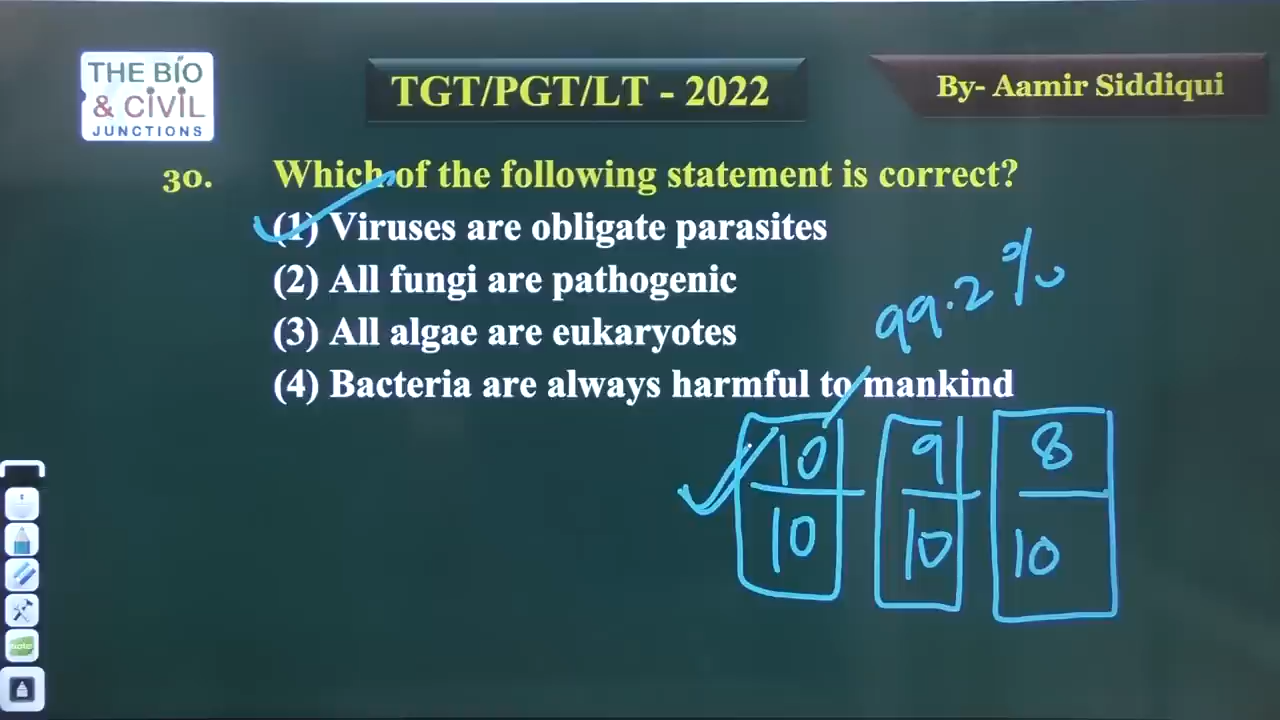 THE BIO
& CIVIL
JUNCTIONS
TGT/PGT/LT - 2022
By- Aamir Siddiqui
30. Which of the following statement is correct?
(1) Viruses are obligate parasites
(2) All fungi are pathogenic
(3) All algae are eukaryotes
(4) Bacteria are always harmful to mankind
99.2%
10 9 8
10 10 10